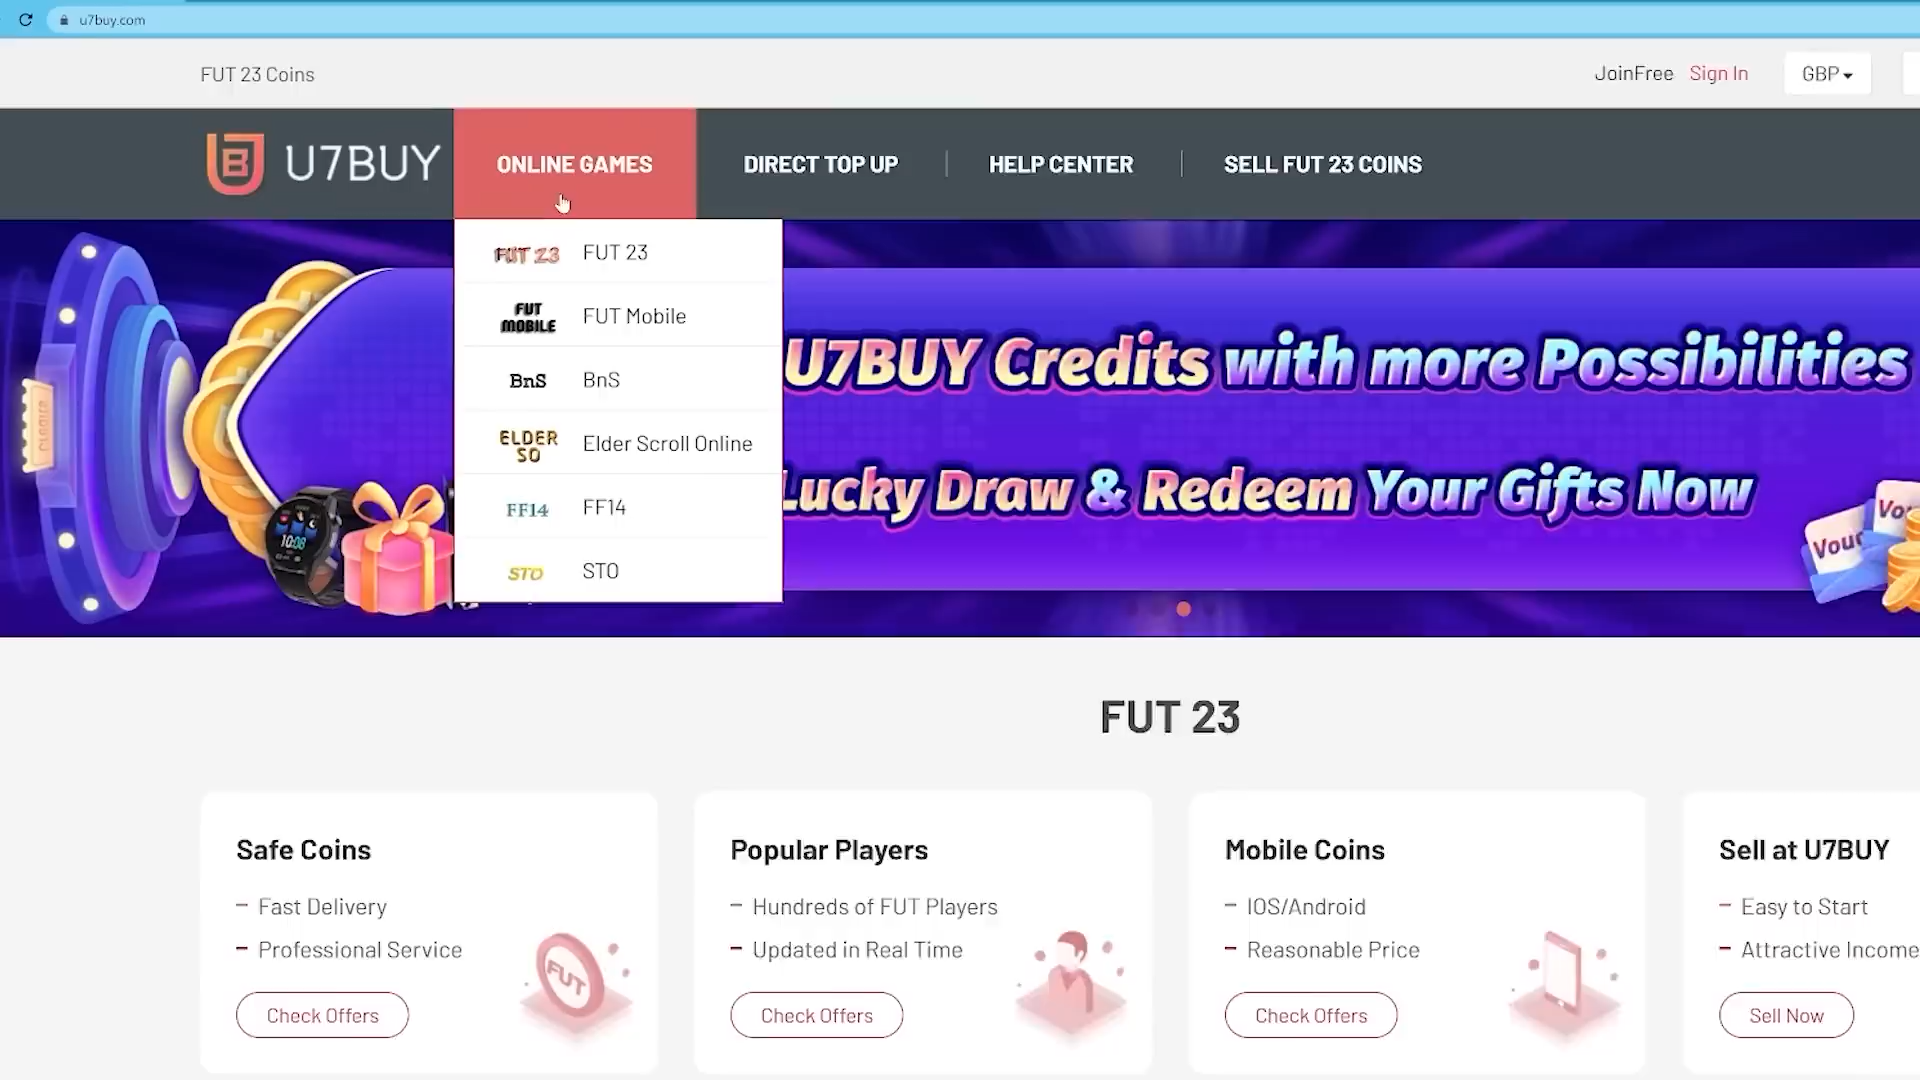 u7buy.com
FUT 23 Coins
JoinFree Sign In GBP
U7BUY ONLINE GAMES DIRECT TOP UP HELP CENTER SELL FUT 23 COINS
FUT 23 FUT 23
FUT MOBILE FUT Mobile
BnS BnS
ELDER SO Elder Scroll Online
FF14 FF14
STO STO
U7BUY Credits with more Possibilities
Lucky Draw & Redeem Your Gifts Now
10:08
FUT 23
Safe Coins
Fast Delivery
Professional Service
FUT
Check Offers
Popular Players
Hundreds of FUT Players
Updated in Real Time
Check Offers
Mobile Coins
IOS/Android
Reasonable Price
Check Offers
Sell at U7BUY
Easy to Start
Attractive Income
Sell Now